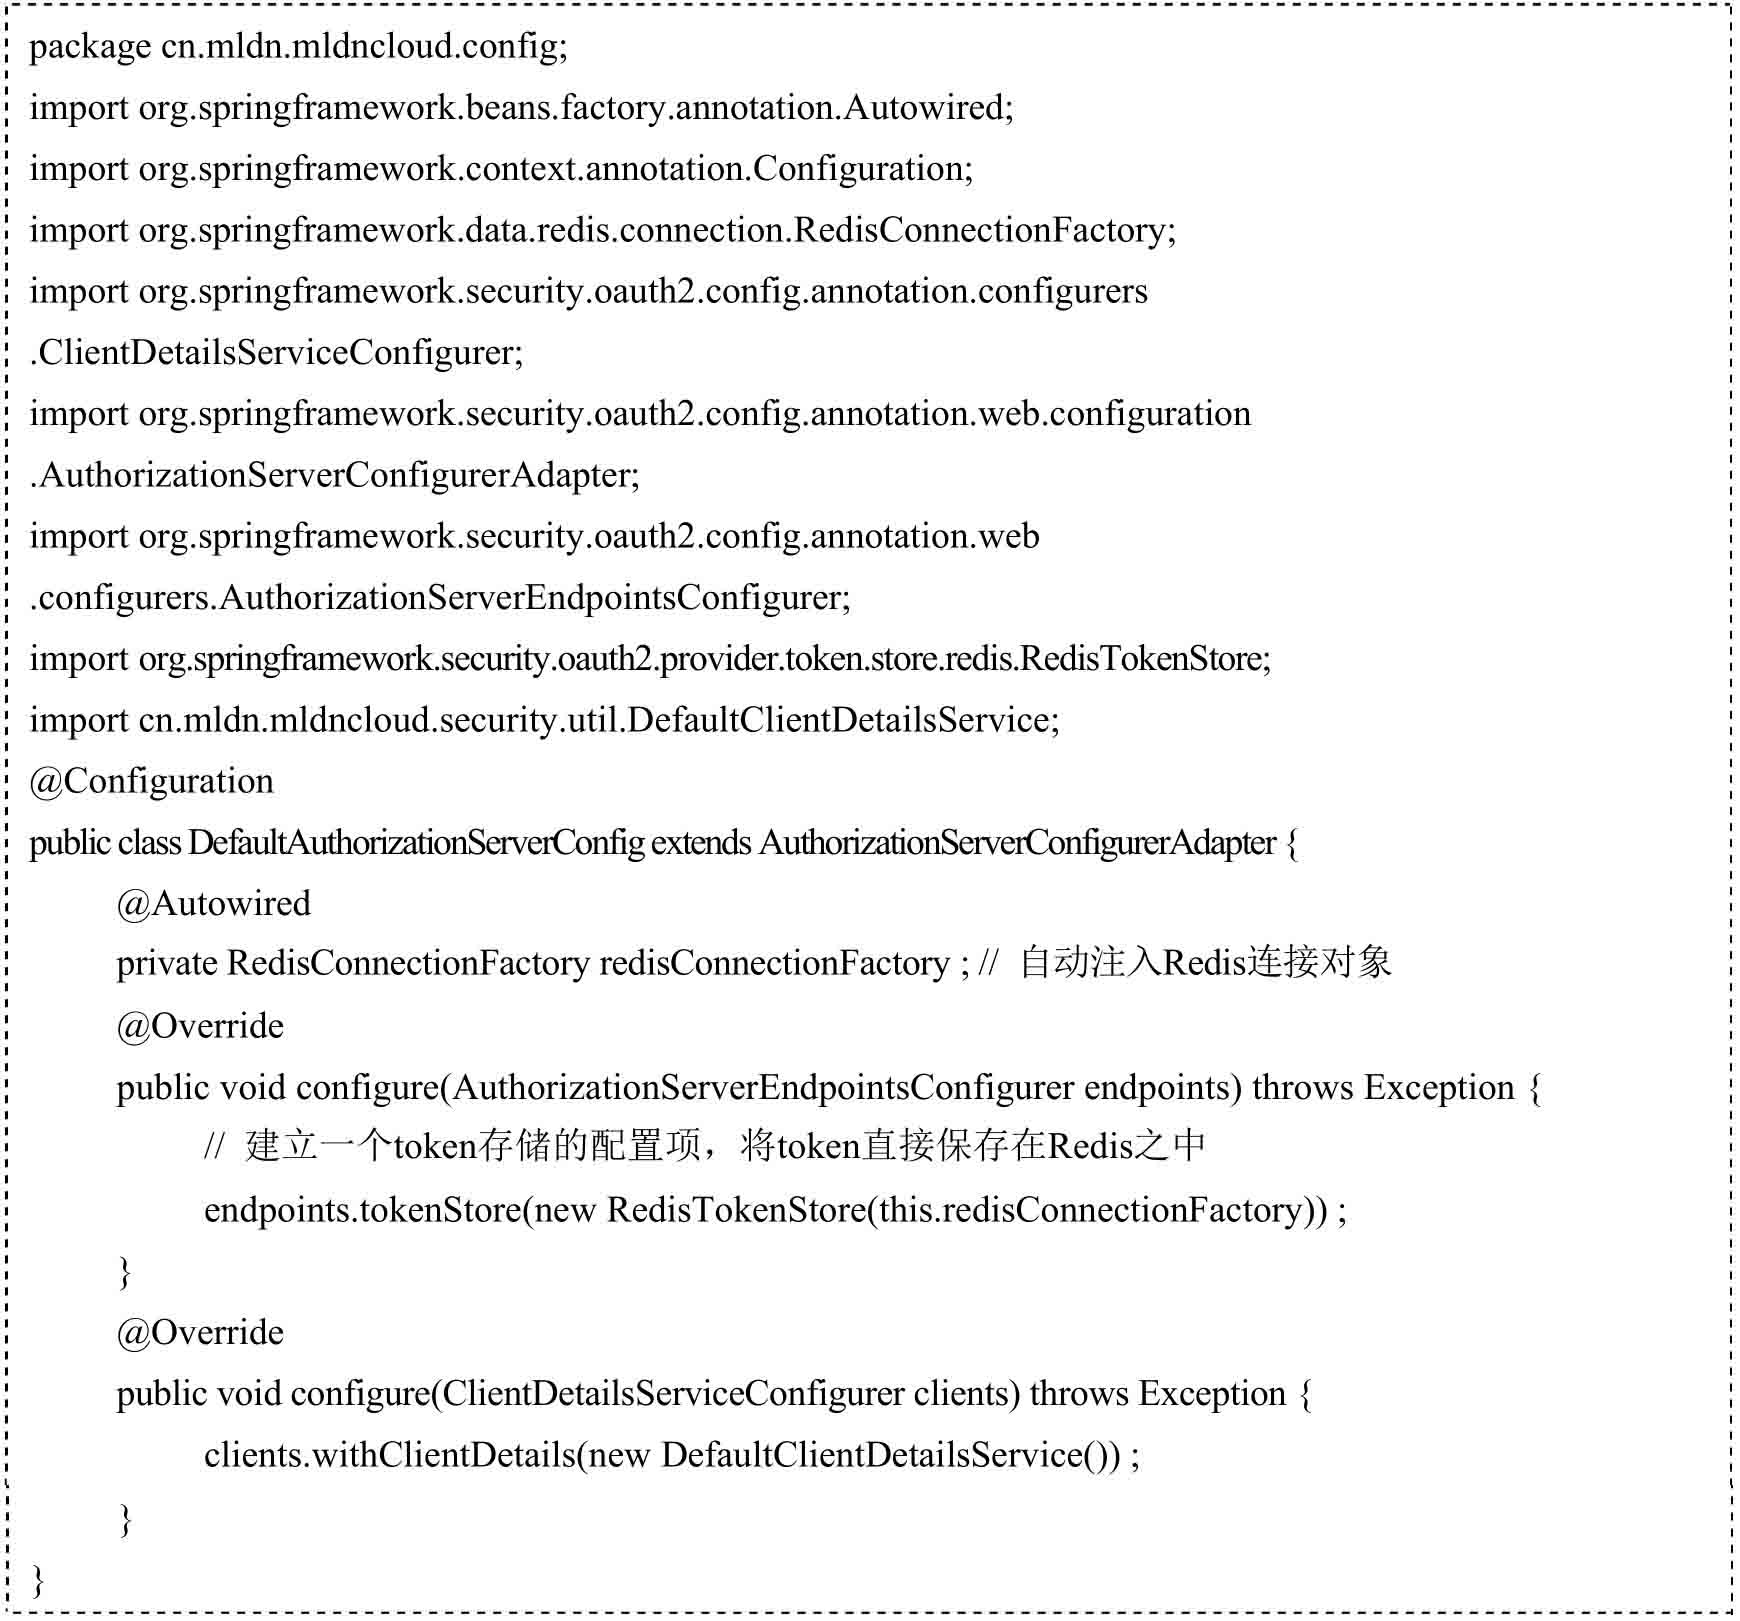 package cn.mldn.mldncloud.config;
import org.springframework.beans.factory.annotation.Autowired;
import org.springframework.context.annotation.Configuration;
import org.springframework.data.redis.connection.RedisConnectionFactory;
import org.springframework.security.oauth2.config.annotation.configurers
.ClientDetailsServiceConfigurer;
import org.springframework.security.oauth2.config.annotation.web.configuration
.AuthorizationServerConfigurerAdapter;
import org.springframework.security.oauth2.config.annotation.web
.configurers.AuthorizationServerEndpointsConfigurer;
import org.springframework.security.oauth2.provider.token.store.redis.RedisTokenStore;
import cn.mldn.mldncloud.security.util.DefaultClientDetailsService;
@Configuration
public class DefaultAuthorizationServerConfig extends AuthorizationServerConfigurerAdapter {
@Autowired
private RedisConnectionFactory redisConnectionFactory ; // 自动注入Redis连接对象
@Override
public void configure(AuthorizationServerEndpointsConfigurer endpoints) throws Exception {
// 建立一个token存储的配置项，将token直接保存在Redis之中
endpoints.tokenStore(new RedisTokenStore(this.redisConnectionFactory)) ;
}
@Override
public void configure(ClientDetailsServiceConfigurer clients) throws Exception {
clients.withClientDetails(new DefaultClientDetailsService()) ;
}
}